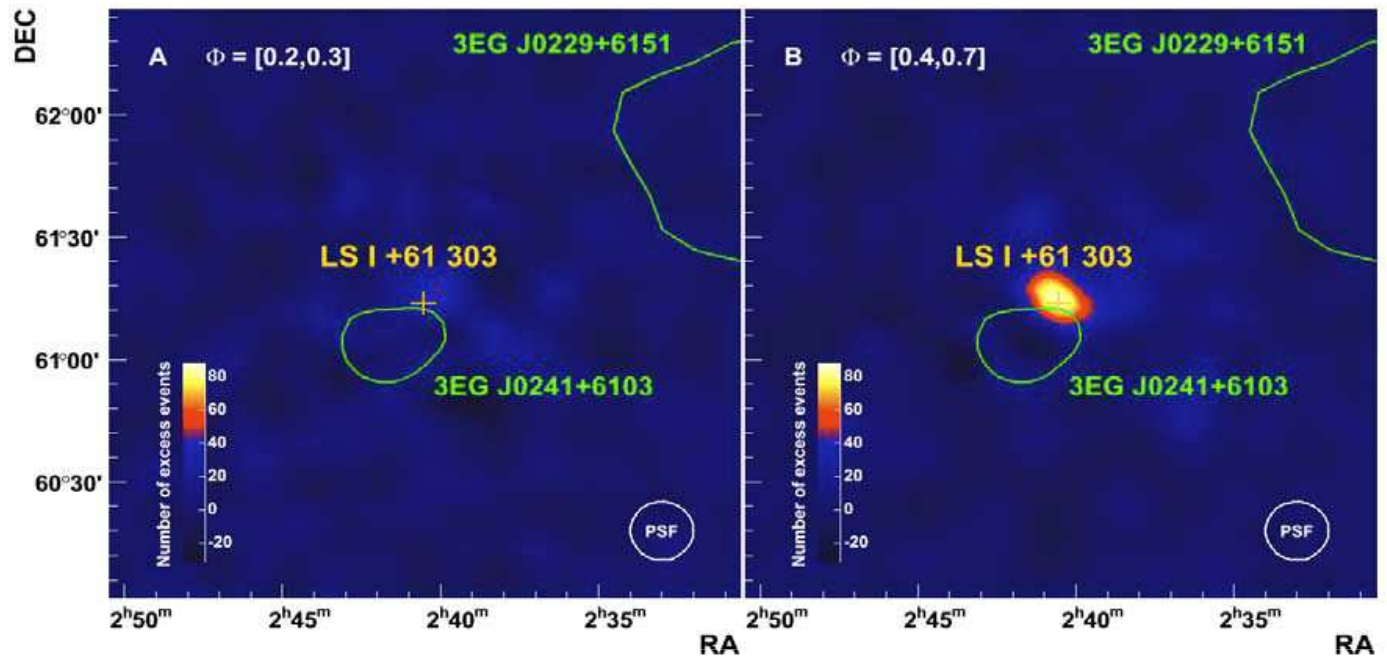 DEC
A Φ = [0.2,0.3]
3EG J0229+6151
62°00'
61°30'
61°00'
60°30'
LS I +61 303
3EG J0241+6103
Number of excess events
80
60
40
20
0
-20
PSF
2ʰ50ᵐ
2ʰ45ᵐ
2ʰ40ᵐ
2ʰ35ᵐ
RA
B Φ = [0.4,0.7]
3EG J0229+6151
LS I +61 303
3EG J0241+6103
Number of excess events
80
60
40
20
0
-20
PSF
2ʰ50ᵐ
2ʰ45ᵐ
2ʰ40ᵐ
2ʰ35ᵐ
RA